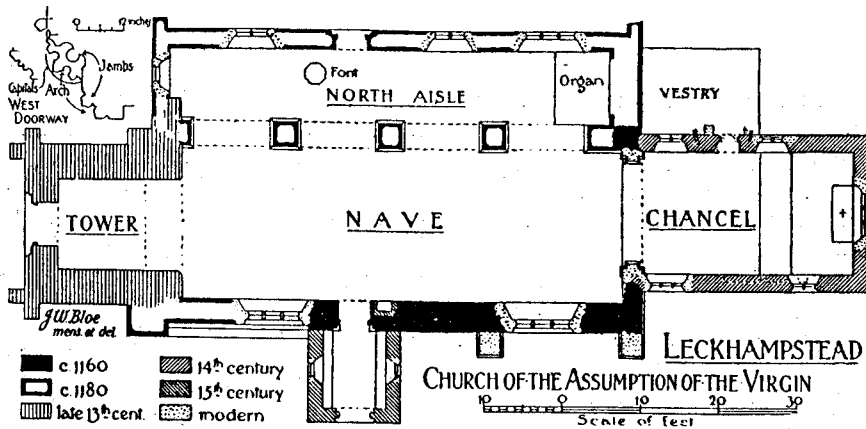 inches
Jambs
Capitals Arch
WEST
DOORWAY
Font
NORTH AISLE
Organ
VESTRY
TOWER
NAVE
CHANCEL
J.W. Bloe
mens. et del.
c. 1160
c. 1180
late 13th cent.
14th century
15th century
modern
LECKHAMPSTEAD
CHURCH OF THE ASSUMPTION OF THE VIRGIN
10 0 10 20 30
Scale of feet